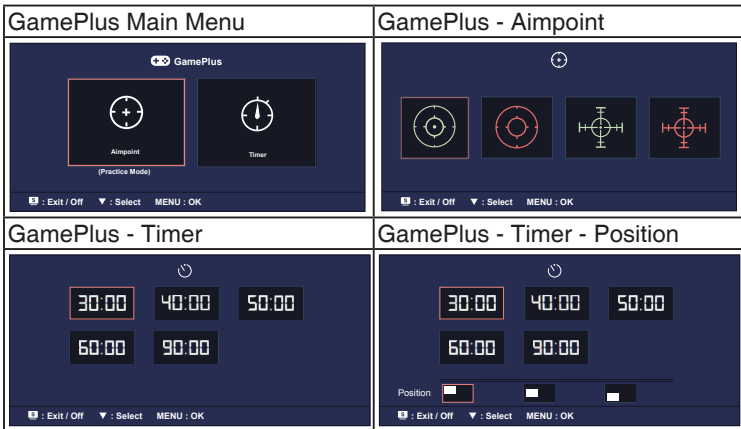 GamePlus Main Menu
GamePlus - Aimpoint
GamePlus
Aimpoint
Timer
(Practice Mode)
S : Exit / Off ▼ : Select MENU : OK
S : Exit / Off ▼ : Select MENU : OK
GamePlus - Timer
GamePlus - Timer - Position
30:00 40:00 50:00
60:00 90:00
S : Exit / Off ▼ : Select MENU : OK
30:00 40:00 50:00
60:00 90:00
Position
S : Exit / Off ▼ : Select MENU : OK